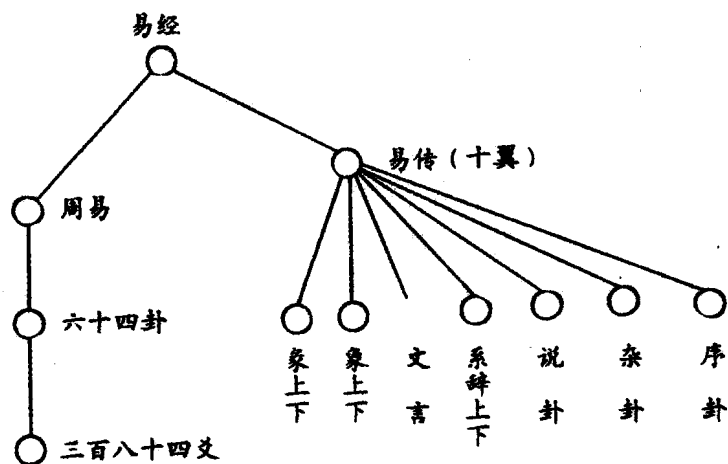 易经
易传（十翼）
周易
六十四卦
彖上下
象上下
文言
系辞上下
说卦
杂卦
序卦
三百八十四爻